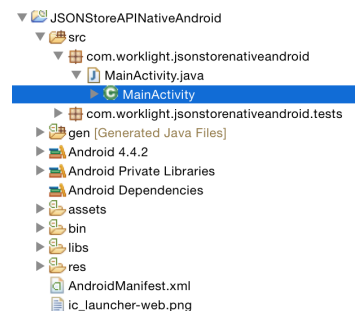 JSONStoreAPINativeAndroid
src
com.worklight.jsonstorenativeandroid
MainActivity.java
MainActivity
com.worklight.jsonstorenativeandroid.tests
gen [Generated Java Files]
Android 4.4.2
Android Private Libraries
Android Dependencies
assets
bin
libs
res
AndroidManifest.xml
ic_launcher-web.png